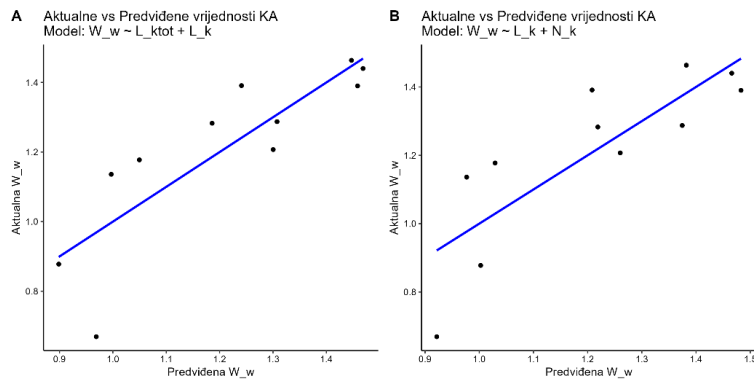 A
Aktualne vs Predviđene vrijednosti KA
Model: W_w ~ L_ktot + L_k
Aktualna W_w
1.4
1.2
1.0
0.8
0.9
1.0
1.1
1.2
1.3
1.4
Predviđena W_w
B
Aktualne vs Predviđene vrijednosti KA
Model: W_w ~ L_k + N_k
Aktualna W_w
1.4
1.2
1.0
0.8
0.9
1.0
1.1
1.2
1.3
1.4
1.5
Predviđena W_w